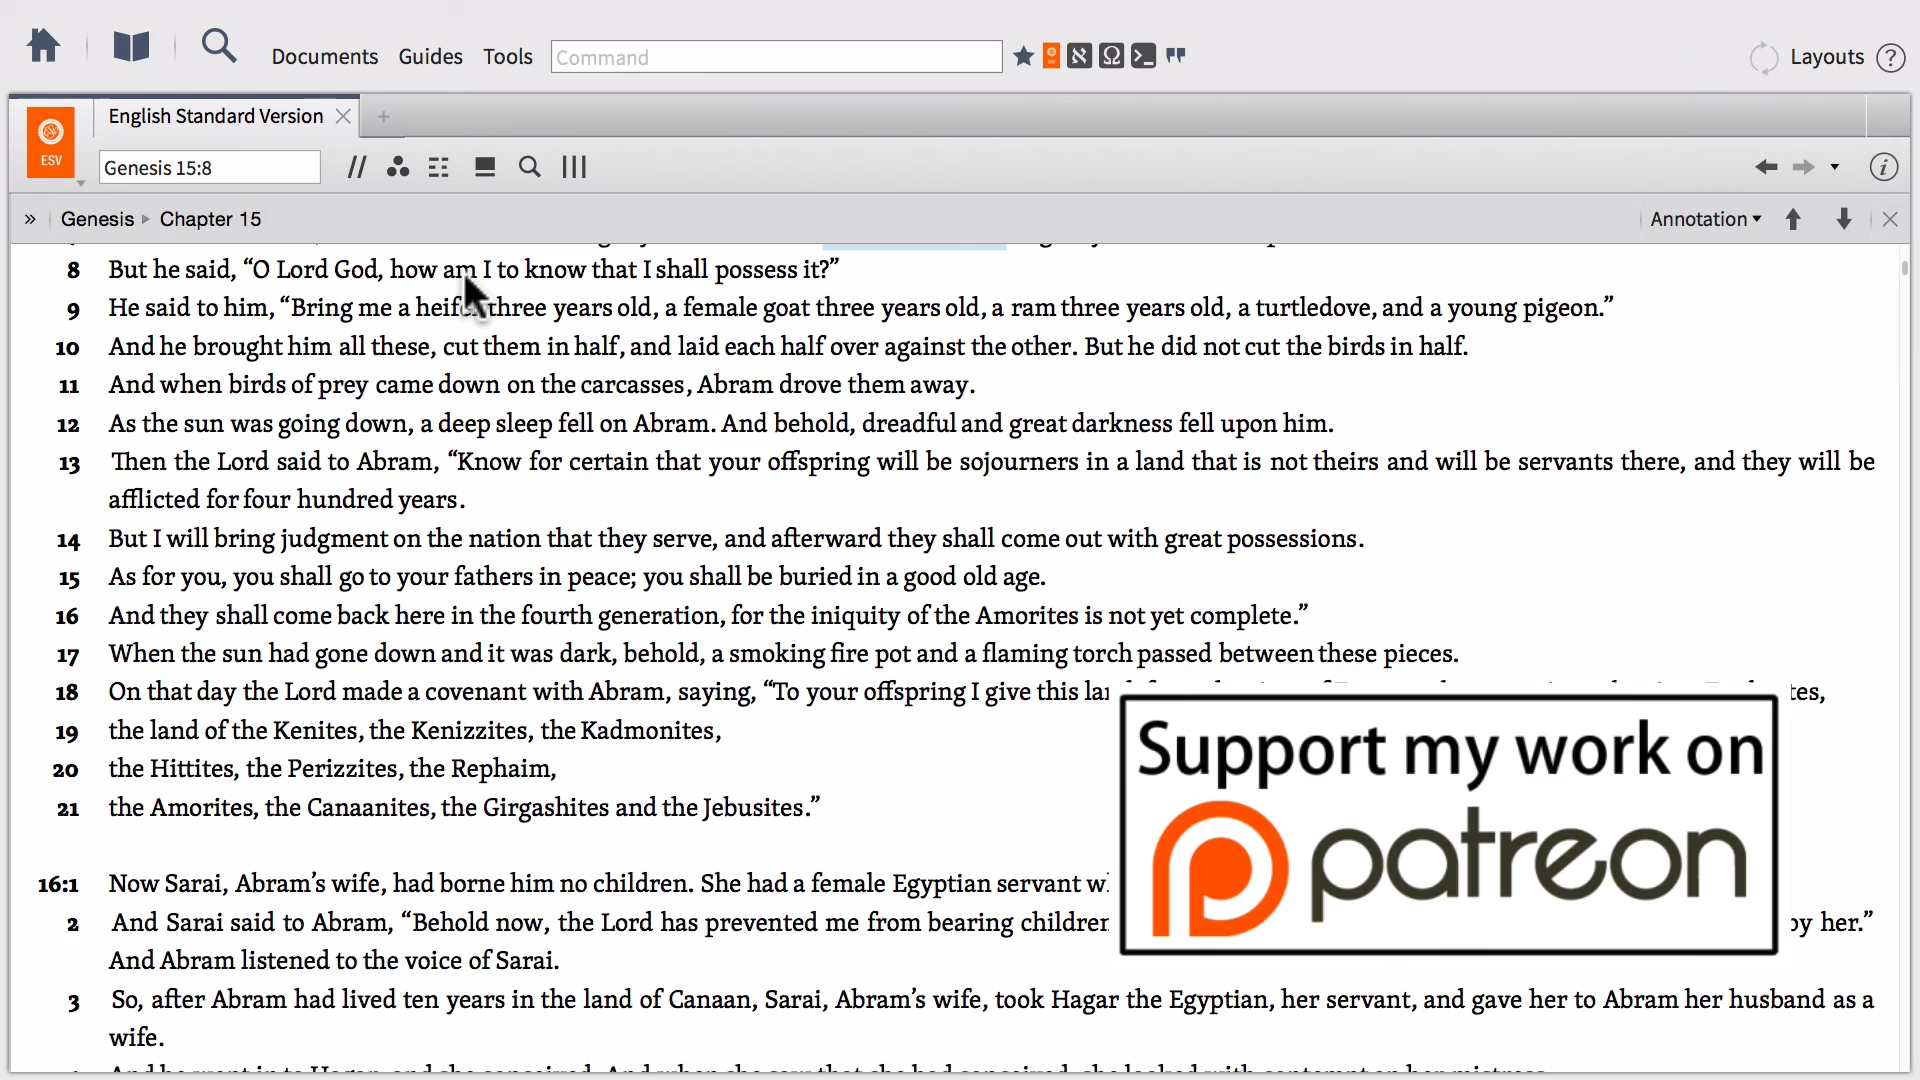 Documents Guides Tools Command Layouts ?
English Standard Version
ESV
Genesis 15:8
» Genesis Chapter 15 Annotation
8 But he said, “O Lord God, how am I to know that I shall possess it?”
9 He said to him, “Bring me a heifer three years old, a female goat three years old, a ram three years old, a turtledove, and a young pigeon.”
10 And he brought him all these, cut them in half, and laid each half over against the other. But he did not cut the birds in half.
11 And when birds of prey came down on the carcasses, Abram drove them away.
12 As the sun was going down, a deep sleep fell on Abram. And behold, dreadful and great darkness fell upon him.
13 Then the Lord said to Abram, “Know for certain that your offspring will be sojourners in a land that is not theirs and will be servants there, and they will be
afflicted for four hundred years.
14 But I will bring judgment on the nation that they serve, and afterward they shall come out with great possessions.
15 As for you, you shall go to your fathers in peace; you shall be buried in a good old age.
16 And they shall come back here in the fourth generation, for the iniquity of the Amorites is not yet complete.”
17 When the sun had gone down and it was dark, behold, a smoking fire pot and a flaming torch passed between these pieces.
18 On that day the Lord made a covenant with Abram, saying, “To your offspring I give this
19 the land of the Kenites, the Kenizzites, the Kadmonites,
20 the Hittites, the Perizzites, the Rephaim,
21 the Amorites, the Canaanites, the Girgashites and the Jebusites.”
Support my work on
patreon
16:1 Now Sarai, Abram’s wife, had borne him no children. She had a female Egyptian servant
2 And Sarai said to Abram, “Behold now, the Lord has prevented me from bearing by her.”
And Abram listened to the voice of Sarai.
3 So, after Abram had lived ten years in the land of Canaan, Sarai, Abram’s wife, took Hagar the Egyptian, her servant, and gave her to Abram her husband as a
wife.